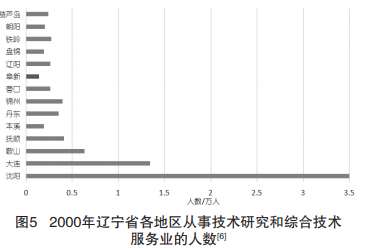 葫芦岛
朝阳
铁岭
盘锦
辽阳
阜新
营口
锦州
丹东
本溪
抚顺
鞍山
大连
沈阳
0 0.5 1 1.5 2 2.5 3 3.5
人数/万人
图5 2000年辽宁省各地区从事技术研究和综合技术
服务业的人数[6]